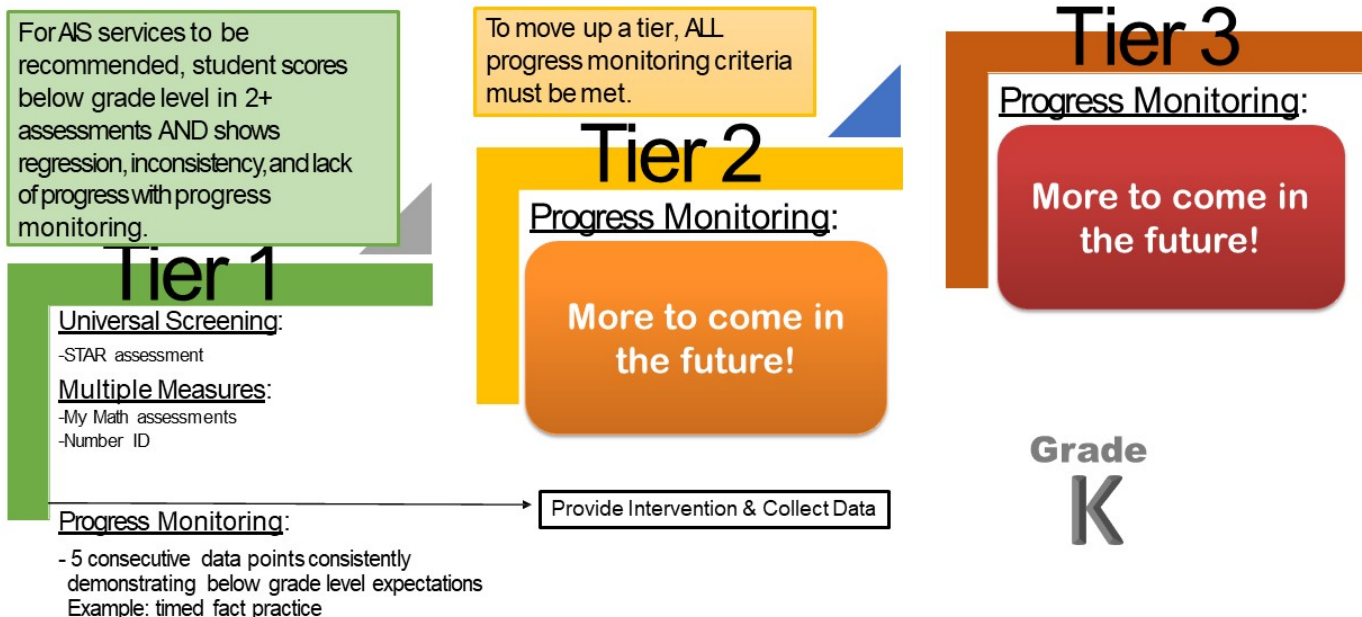 For AIS services to be
recommended, student scores
below grade level in 2+
assessments AND shows
regression, inconsistency, and lack
of progress with progress
monitoring.
Tier 1
Universal Screening:
-STAR assessment
Multiple Measures:
-My Math assessments
-Number ID
Progress Monitoring:
- 5 consecutive data points consistently
demonstrating below grade level expectations
Example: timed fact practice
To move up a tier, ALL
progress monitoring criteria
must be met.
Tier 2
Progress Monitoring:
More to come in
the future!
Provide Intervention & Collect Data
Tier 3
Progress Monitoring:
More to come in
the future!
Grade
K